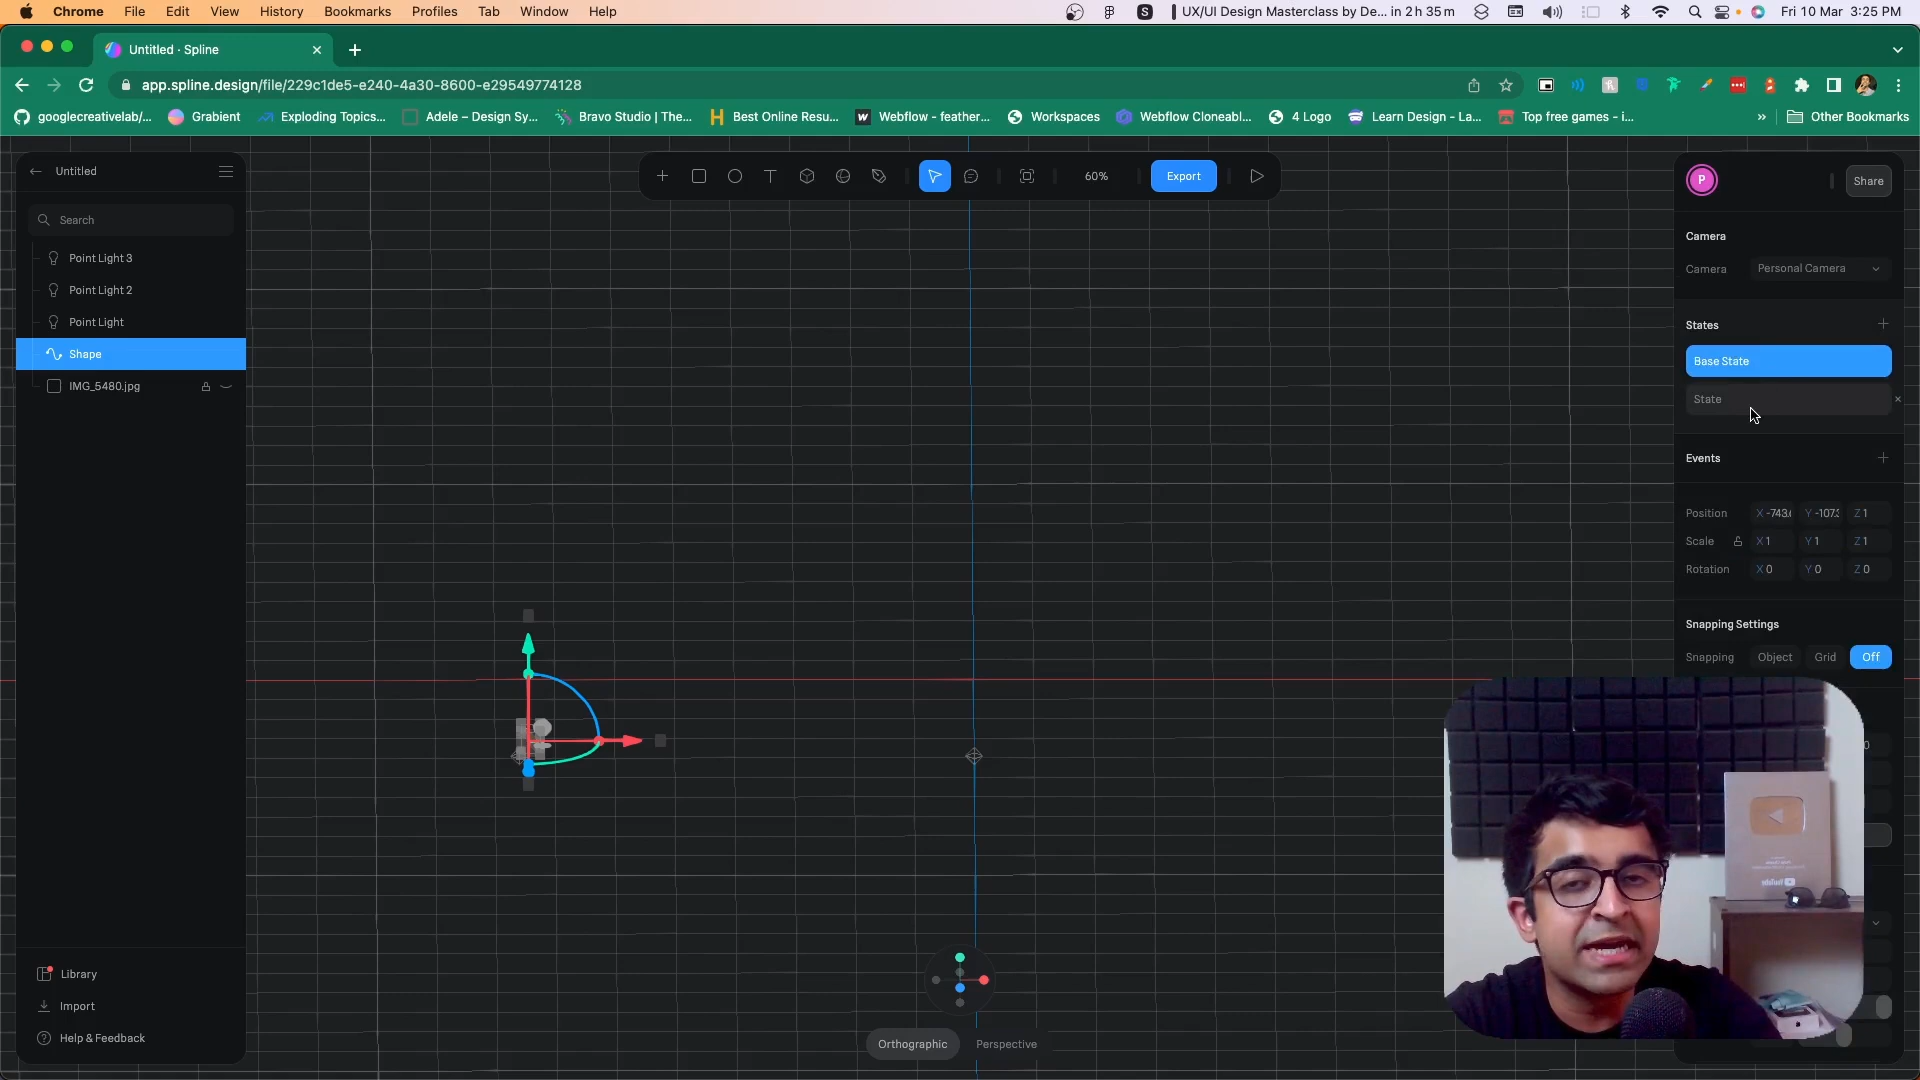 Chrome File Edit View History Bookmarks Profiles Tab Window Help
S UX/UI Design Masterclass by De... in 2 h 35 m Fri 10 Mar 3:25 PM
Untitled · Spline
app.spline.design/file/229c1de5-e240-4a30-8600-e29549774128
googlecreativelab/... Grabient Exploding Topics... Adele – Design Sy... Bravo Studio | The... Best Online Resu... Webflow - feather... Workspaces Webflow Cloneabl... 4 Logo Learn Design - La... Top free games - i... » Other Bookmarks
Untitled
Search
Point Light 3
Point Light 2
Point Light
Shape
IMG_5480.jpg
Library
Import
Help & Feedback
60%
Export
Orthographic
Perspective
P
Share
Camera
Camera Personal Camera
States
Base State
State
Events
Position X -743. Y -107. Z 1
Scale X 1 Y 1 Z 1
Rotation X 0 Y 0 Z 0
Snapping Settings
Snapping Object Grid Off